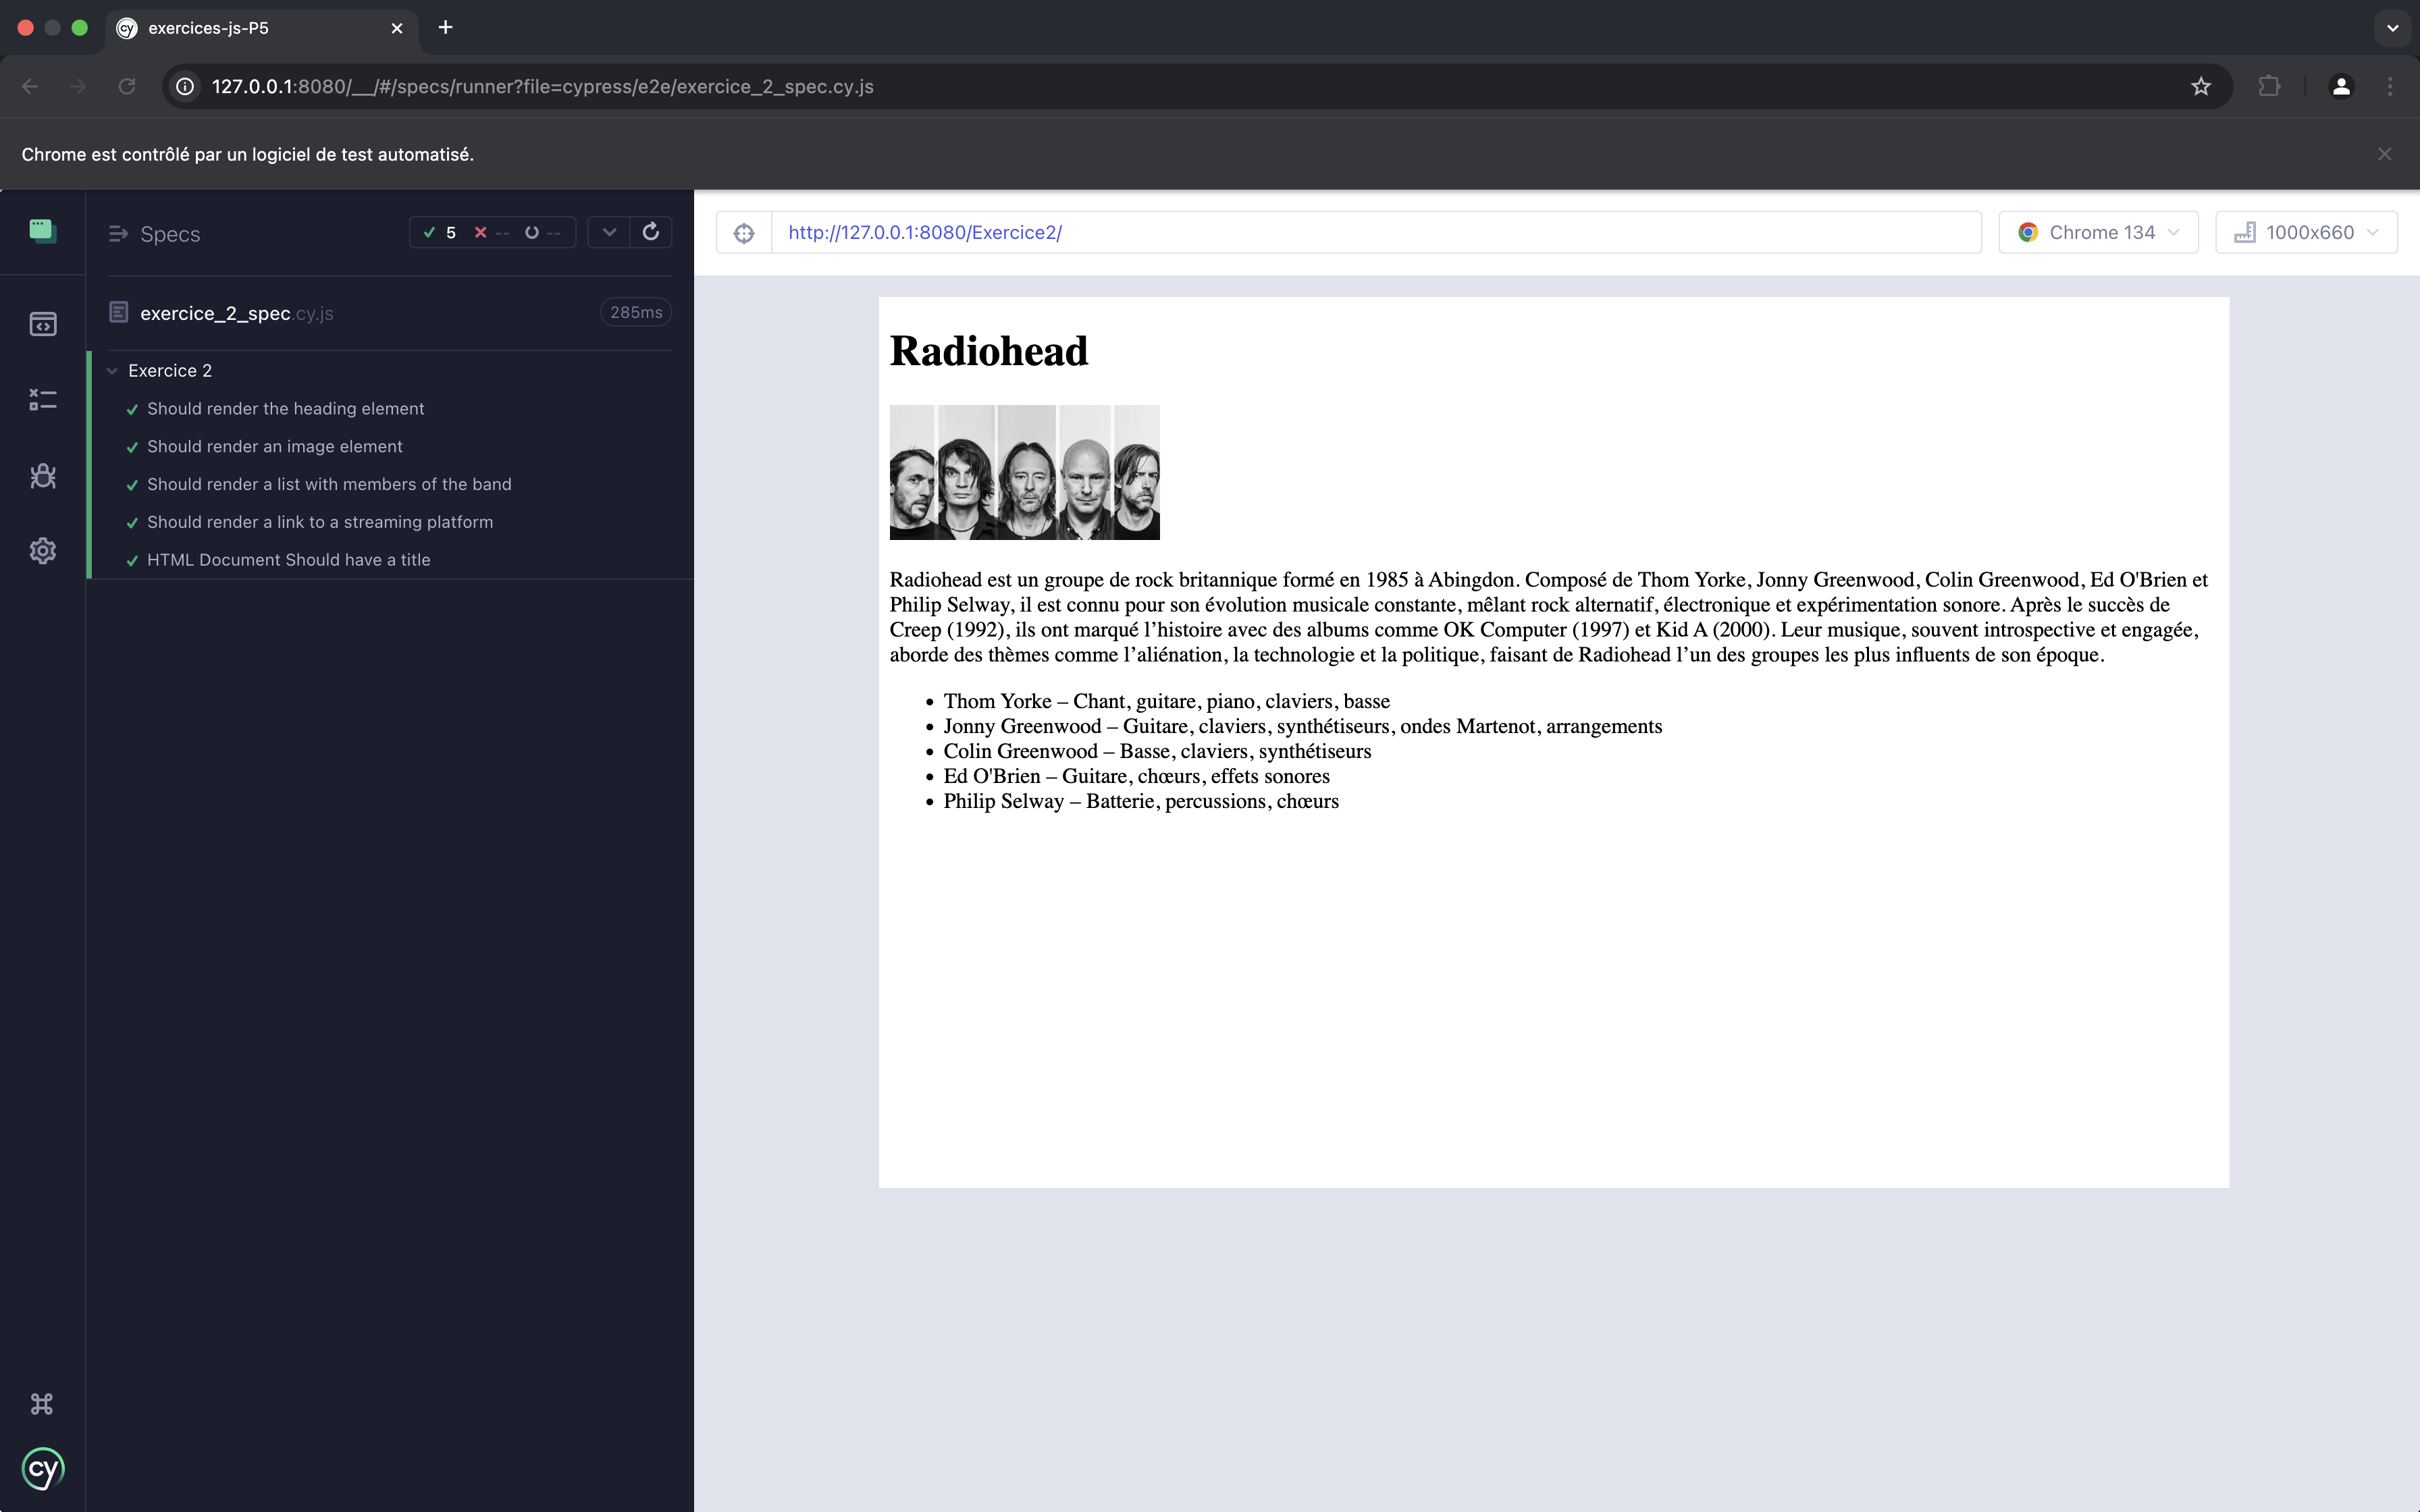 exercices-js-P5
127.0.0.1:8080/__/#/specs/runner?file=cypress/e2e/exercice_2_spec.cy.js
Chrome est contrôlé par un logiciel de test automatisé.
Specs
5 -- --
http://127.0.0.1:8080/Exercice2/
Chrome 134
1000x660
exercice_2_spec.cy.js
285ms
Exercice 2
Should render the heading element
Should render an image element
Should render a list with members of the band
Should render a link to a streaming platform
HTML Document Should have a title
cy
Radiohead
Radiohead est un groupe de rock britannique formé en 1985 à Abingdon. Composé de Thom Yorke, Jonny Greenwood, Colin Greenwood, Ed O'Brien et
Philip Selway, il est connu pour son évolution musicale constante, mêlant rock alternatif, électronique et expérimentation sonore. Après le succès de
Creep (1992), ils ont marqué l’histoire avec des albums comme OK Computer (1997) et Kid A (2000). Leur musique, souvent introspective et engagée,
aborde des thèmes comme l’aliénation, la technologie et la politique, faisant de Radiohead l’un des groupes les plus influents de son époque.
• Thom Yorke – Chant, guitare, piano, claviers, basse
• Jonny Greenwood – Guitare, claviers, synthétiseurs, ondes Martenot, arrangements
• Colin Greenwood – Basse, claviers, synthétiseurs
• Ed O'Brien – Guitare, chœurs, effets sonores
• Philip Selway – Batterie, percussions, chœurs